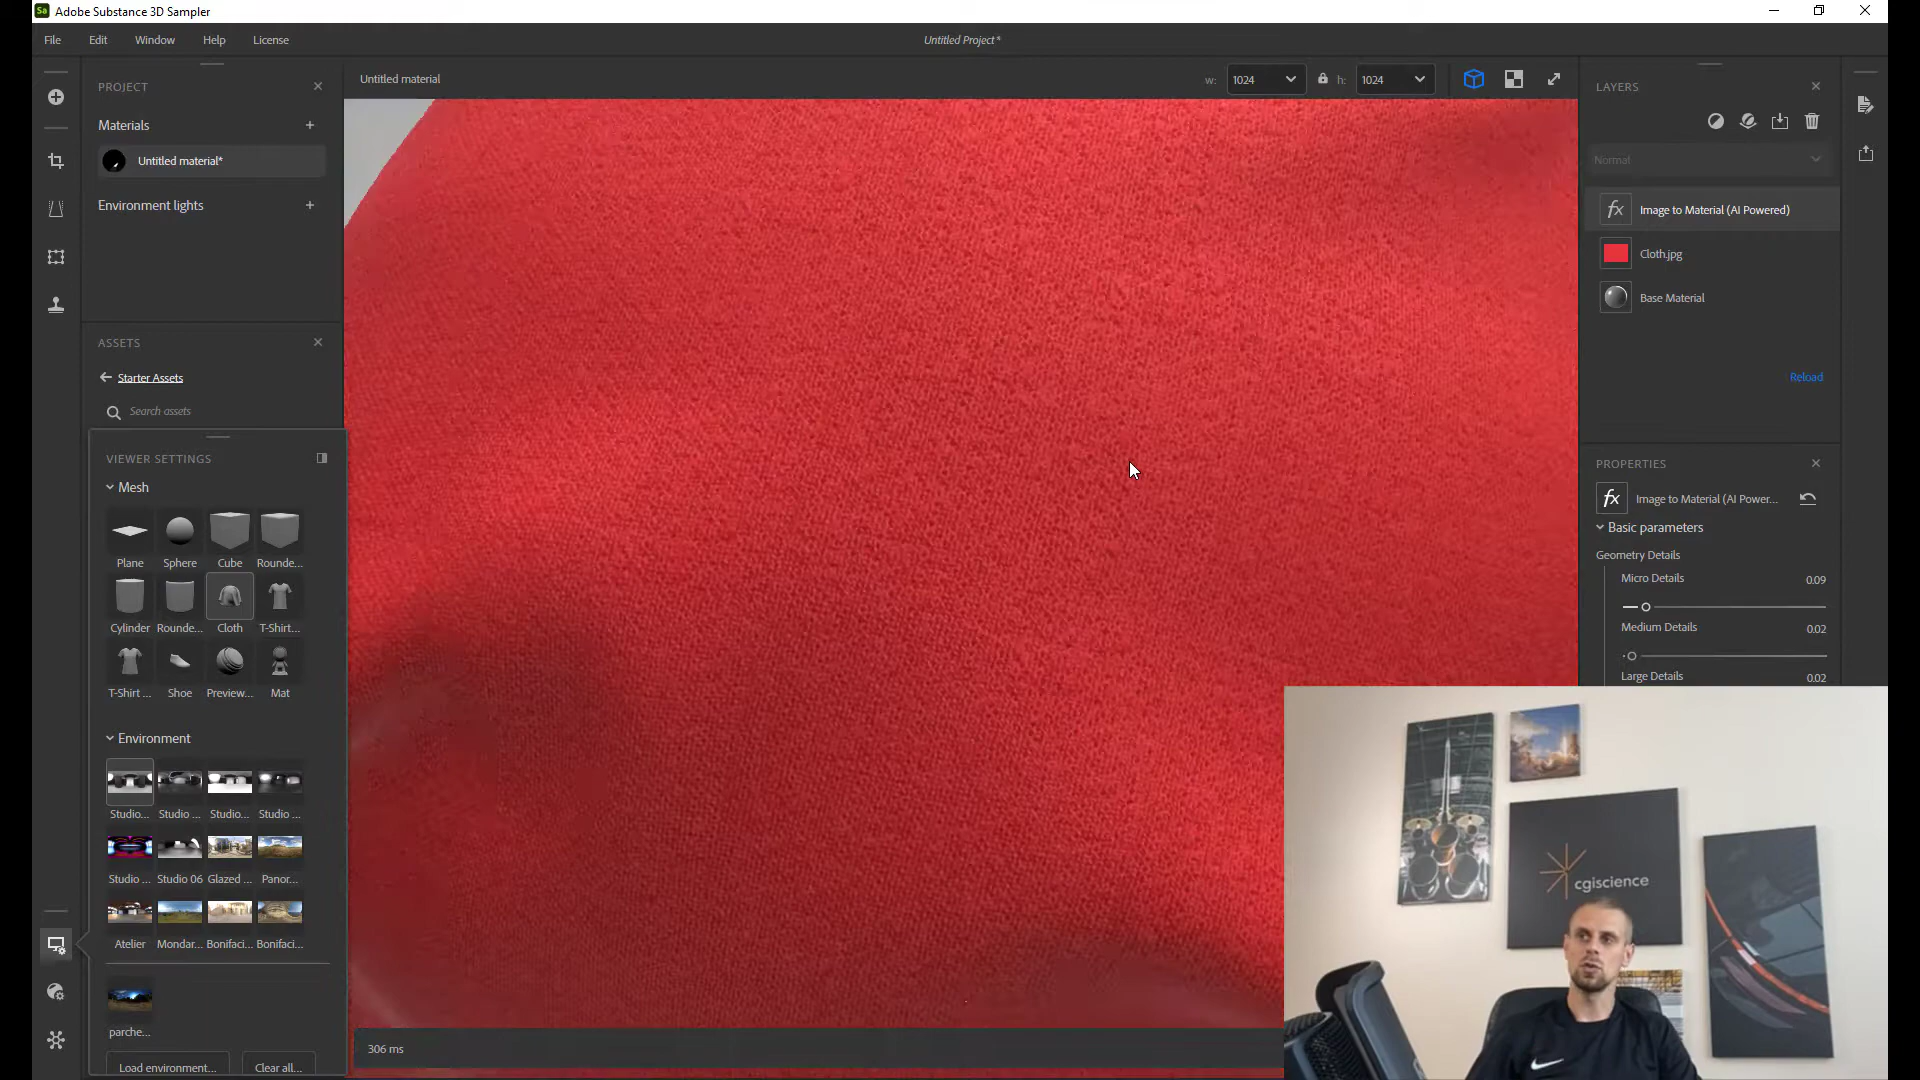 Sa Adobe Substance 3D Sampler
File Edit Window Help License
Untitled Project*
PROJECT
Materials
Untitled material*
Environment lights
ASSETS
Starter Assets
Search assets
VIEWER SETTINGS
Mesh
Plane Sphere Cube Rounde...
Cylinder Rounde... Cloth T-Shirt...
T-Shirt ... Shoe Preview... Mat
Environment
Studio... Studio ... Studio... Studio ...
Studio ... Studio 06 Glazed ... Panor...
Atelier Mondar... Bonifaci... Bonifaci...
parche...
Load environment... Clear all...
Untitled material
w: 1024 h: 1024
306 ms
LAYERS
Normal
fx Image to Material (AI Powered)
Cloth.jpg
Base Material
Reload
PROPERTIES
fx Image to Material (AI Power...
Basic parameters
Geometry Details
Micro Details 0.09
Medium Details 0.02
Large Details 0.02
cgiscience